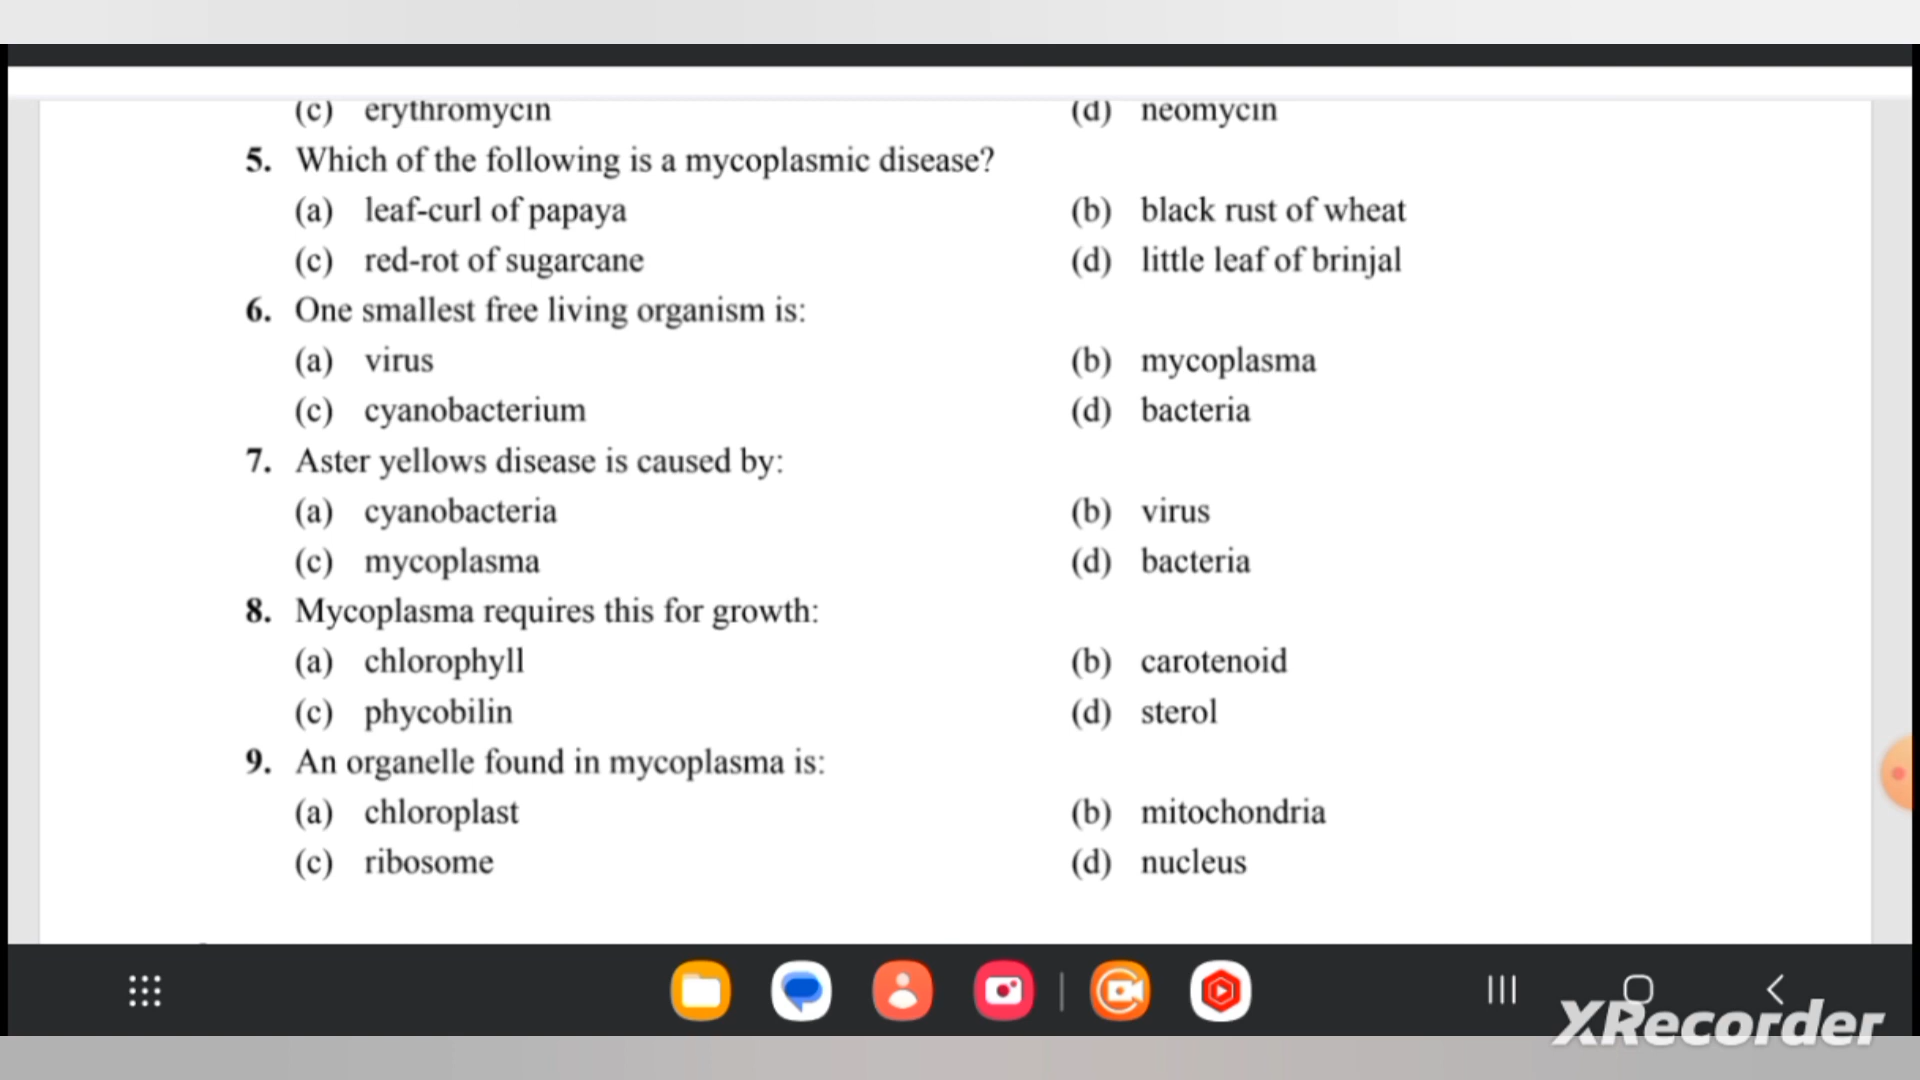 (c) erythromycin (d) neomycin
5. Which of the following is a mycoplasmic disease?
(a) leaf-curl of papaya (b) black rust of wheat
(c) red-rot of sugarcane (d) little leaf of brinjal
6. One smallest free living organism is:
(a) virus (b) mycoplasma
(c) cyanobacterium (d) bacteria
7. Aster yellows disease is caused by:
(a) cyanobacteria (b) virus
(c) mycoplasma (d) bacteria
8. Mycoplasma requires this for growth:
(a) chlorophyll (b) carotenoid
(c) phycobilin (d) sterol
9. An organelle found in mycoplasma is:
(a) chloroplast (b) mitochondria
(c) ribosome (d) nucleus
XRecorder